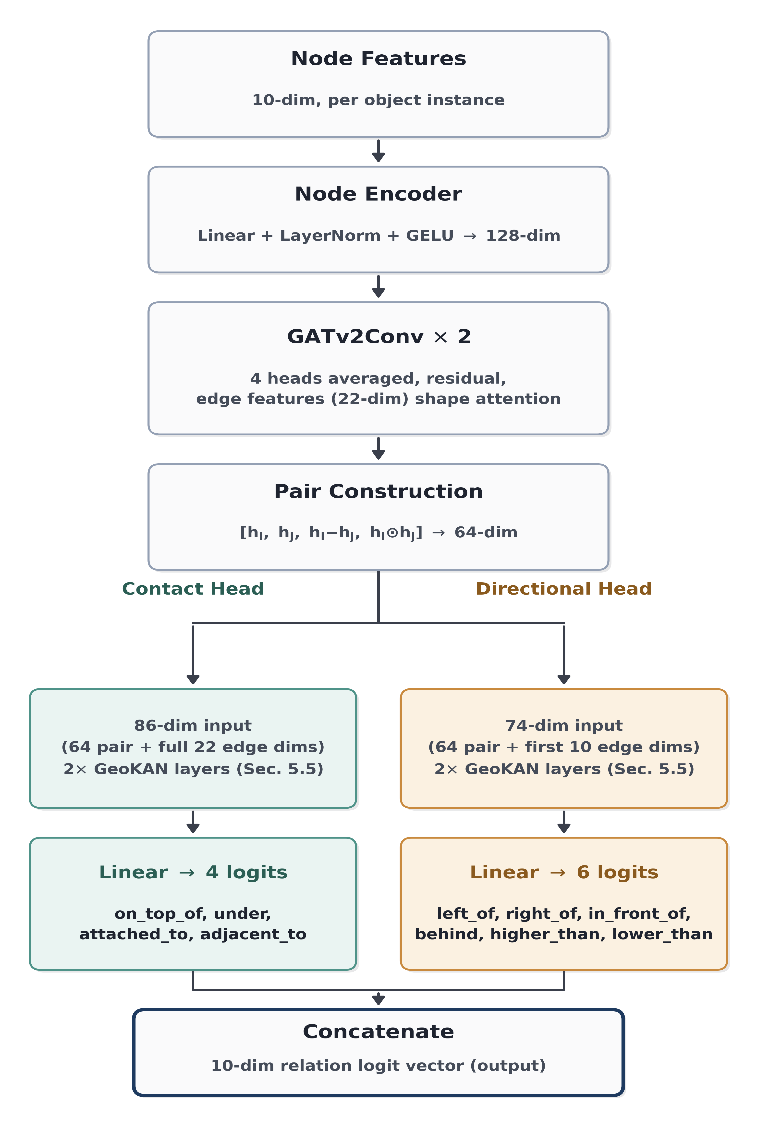 Node Features
10-dim, per object instance
Node Encoder
Linear + LayerNorm + GELU → 128-dim
GATv2Conv × 2
4 heads averaged, residual,
edge features (22-dim) shape attention
Pair Construction
[hᵢ, hⱼ, hᵢ−hⱼ, hᵢ⊙hⱼ] → 64-dim
Contact Head
Directional Head
86-dim input
(64 pair + full 22 edge dims)
2× GeoKAN layers (Sec. 5.5)
74-dim input
(64 pair + first 10 edge dims)
2× GeoKAN layers (Sec. 5.5)
Linear → 4 logits
on_top_of, under,
attached_to, adjacent_to
Linear → 6 logits
left_of, right_of, in_front_of,
behind, higher_than, lower_than
Concatenate
10-dim relation logit vector (output)